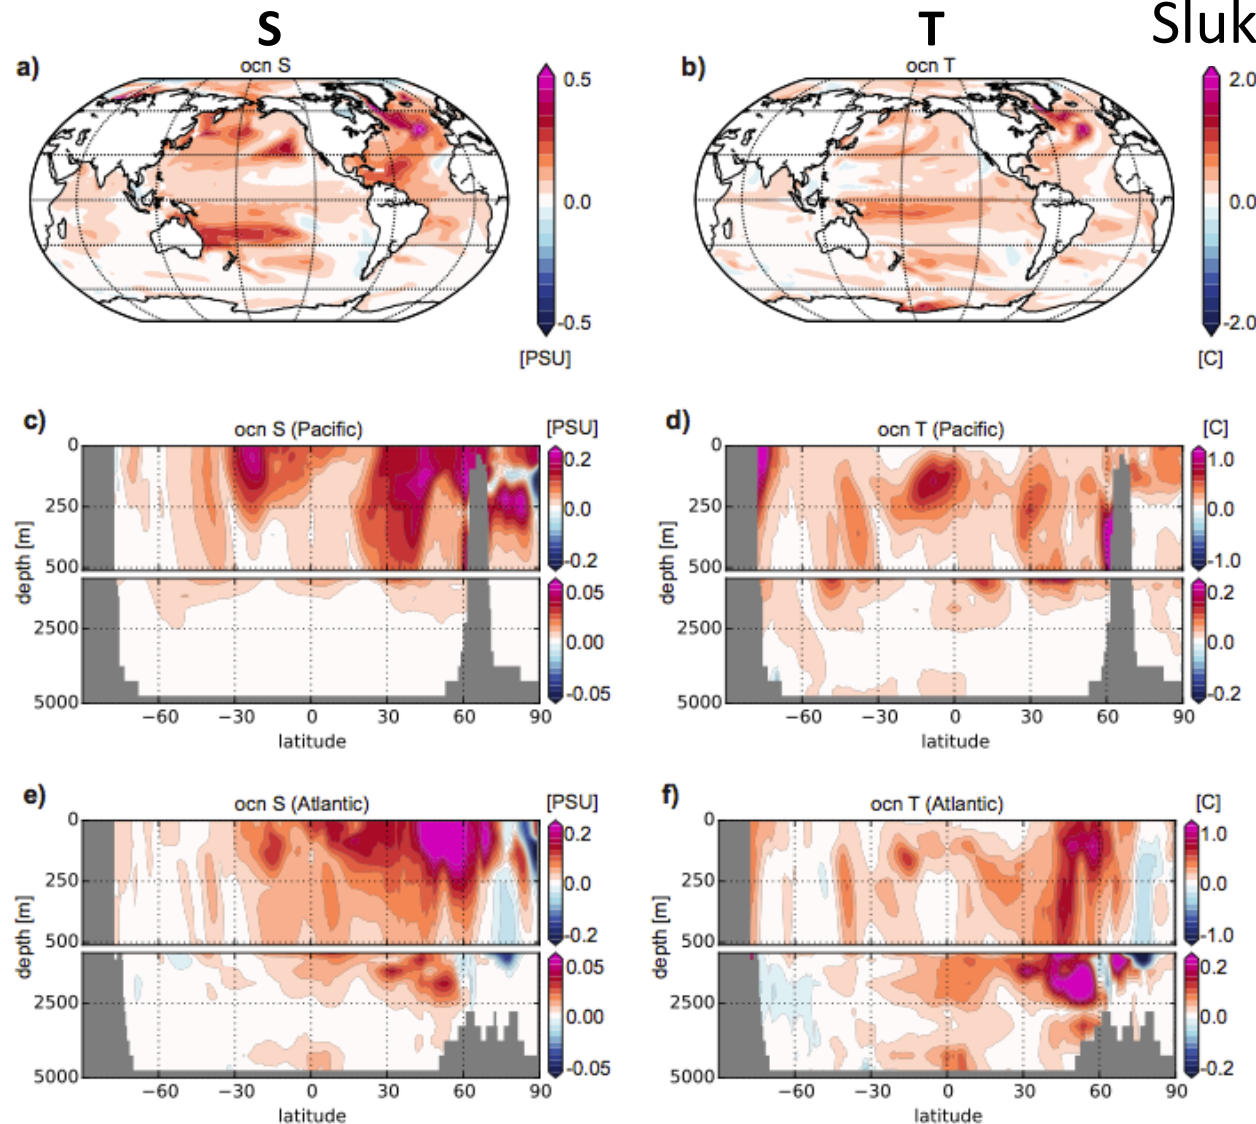 S T Sluk
a) ocn S b) ocn T
0.5 2.0
0.0 0.0
-0.5 -2.0
[PSU] [C]
c) ocn S (Pacific) [PSU] d) ocn T (Pacific) [C]
0 0.2 0 1.0
250 0.0 250 0.0
500 -0.2 500 -1.0
depth [m] depth [m]
0.05 0.2
2500 0.00 2500 0.0
5000 -0.05 5000 -0.2
−60 −30 0 30 60 90 −60 −30 0 30 60 90
latitude latitude
e) ocn S (Atlantic) [PSU] f) ocn T (Atlantic) [C]
0 0.2 0 1.0
250 0.0 250 0.0
500 -0.2 500 -1.0
depth [m] depth [m]
0.05 0.2
2500 0.00 2500 0.0
5000 -0.05 5000 -0.2
−60 −30 0 30 60 90 −60 −30 0 30 60 90
latitude latitude